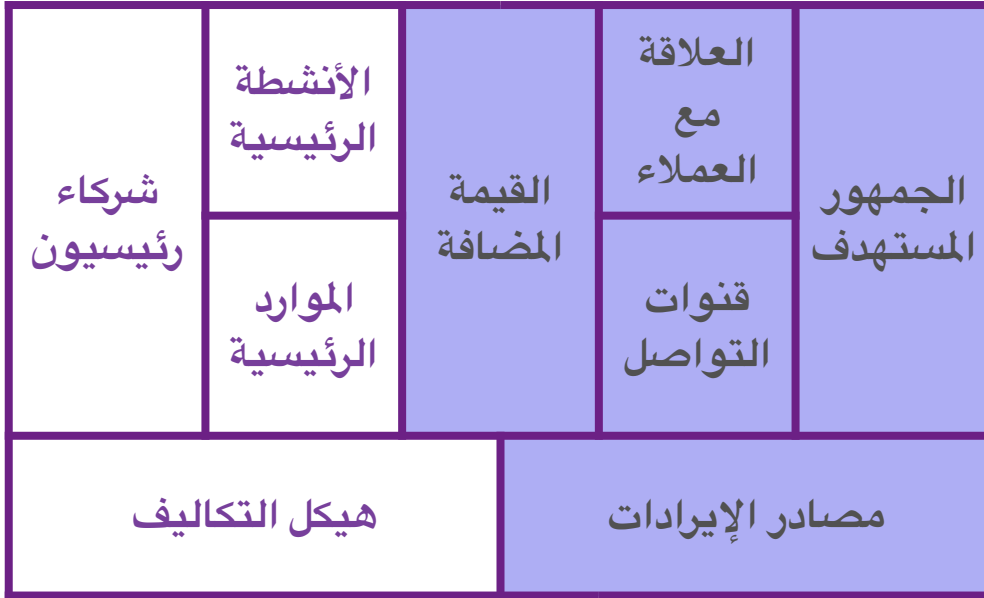 الجمهور
المستهدف
العلاقة
مع
العملاء
قنوات
التواصل
القيمة
المضافة
الأنشطة
الرئيسية
الموارد
الرئيسية
شركاء
رئيسيون
مصادر الإيرادات
هيكل التكاليف